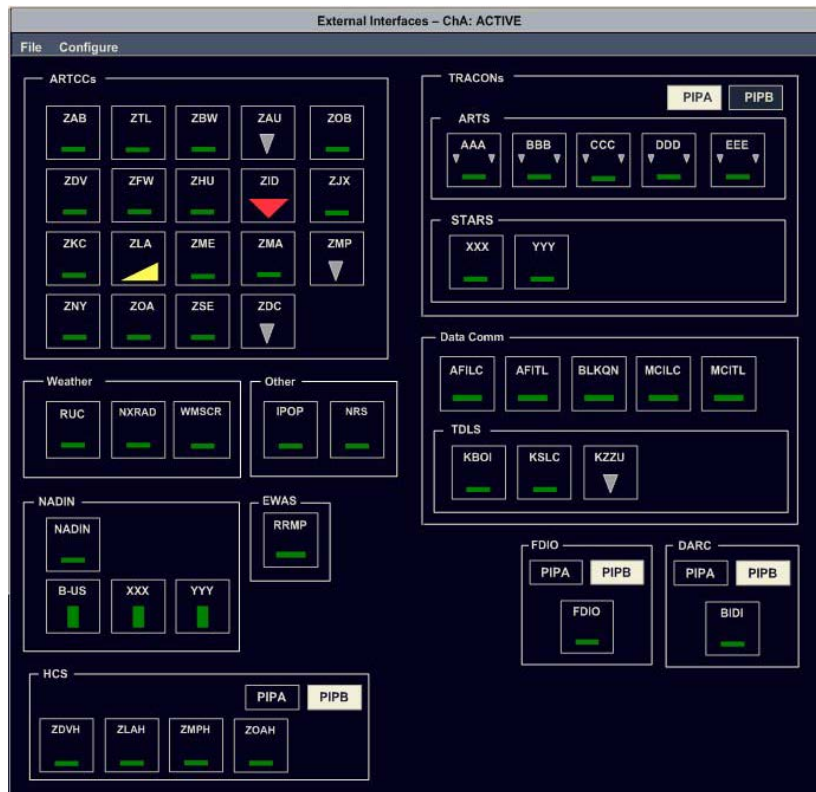 External Interfaces – ChA: ACTIVE
File Configure
ARTCCs
ZAB ZTL ZBW ZAU ZOB
ZDV ZFW ZHU ZID ZJX
ZKC ZLA ZME ZMA ZMP
ZNY ZOA ZSE ZDC
TRACONs
PIPA PIPB
ARTS
AAA BBB CCC DDD EEE
STARS
XXX YYY
Weather
RUC NXRAD WMSCR
Other
IPOP NRS
Data Comm
AFILC AFITL BLKQN MCILC MCITL
TDLS
KBOI KSLC KZZU
NADIN
NADIN
B-US XXX YYY
EWAS
RRMP
FDIO
PIPA PIPB
FDIO
DARC
PIPA PIPB
BIDI
HCS
PIPA PIPB
ZDVH ZLAH ZMPH ZOAH